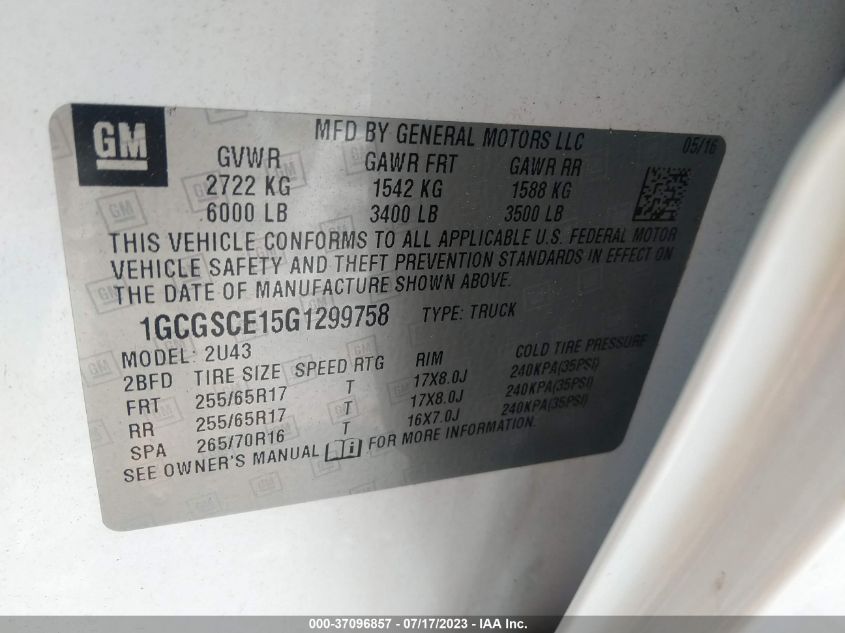 GM
MFD BY GENERAL MOTORS LLC 05/16
GVWR GAWR FRT GAWR RR
2722 KG 1542 KG 1588 KG
6000 LB 3400 LB 3500 LB
THIS VEHICLE CONFORMS TO ALL APPLICABLE U.S. FEDERAL MOTOR
VEHICLE SAFETY AND THEFT PREVENTION STANDARDS IN EFFECT ON
THE DATE OF MANUFACTURE SHOWN ABOVE.
1GCGSCE15G1299758 TYPE: TRUCK
MODEL: 2U43
2BFD TIRE SIZE SPEED RTG RIM COLD TIRE PRESSURE
FRT 255/65R17 T 17X8.0J 240KPA(35PSI)
RR 255/65R17 T 17X8.0J 240KPA(35PSI)
SPA 265/70R16 T 16X7.0J 240KPA(35PSI)
SEE OWNER'S MANUAL FOR MORE INFORMATION.
000-37096857 - 07/17/2023 - IAAI.COM